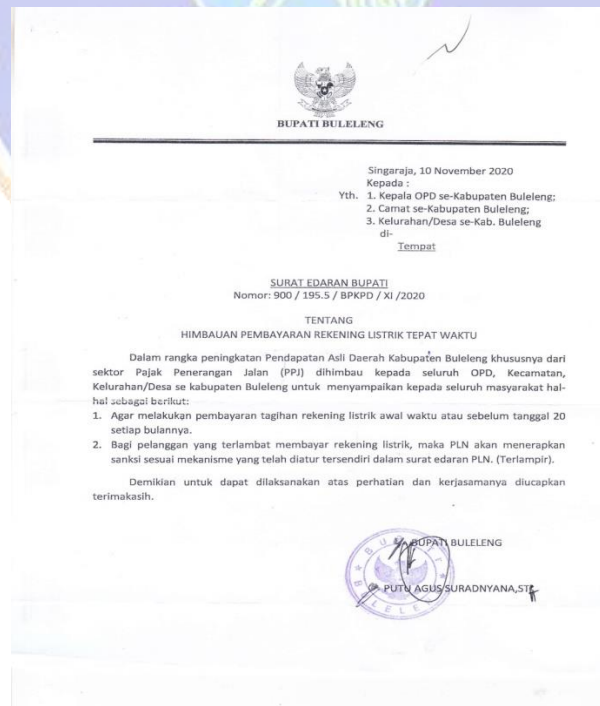 BUPATI BULELENG
Singaraja, 10 November 2020
Kepada :
Yth. 1. Kepala OPD se-Kabupaten Buleleng;
2. Camat se-Kabupaten Buleleng;
3. Kelurahan/Desa se-Kab. Buleleng
di-
Tempat
SURAT EDARAN BUPATI
Nomor: 900 / 195.5 / BPKPD / XI /2020
TENTANG
HIMBAUAN PEMBAYARAN REKENING LISTRIK TEPAT WAKTU
Dalam rangka peningkatan Pendapatan Asli Daerah Kabupaten Buleleng khususnya dari
sektor Pajak Penerangan Jalan (PPJ) dihimbau kepada seluruh OPD, Kecamatan,
Kelurahan/Desa se kabupaten Buleleng untuk menyampaikan kepada seluruh masyarakat hal-
hal sebagai berikut:
1. Agar melakukan pembayaran tagihan rekening listrik awal waktu atau sebelum tanggal 20
setiap bulannya.
2. Bagi pelanggan yang terlambat membayar rekening listrik, maka PLN akan menerapkan
sanksi sesuai mekanisme yang telah diatur tersendiri dalam surat edaran PLN. (Terlampir).
Demikian untuk dapat dilaksanakan atas perhatian dan kerjasamanya diucapkan
terimakasih.
BUPATI BULELENG
PUTU AGUS SURADNYANA,ST
BUPATI
BULELENG